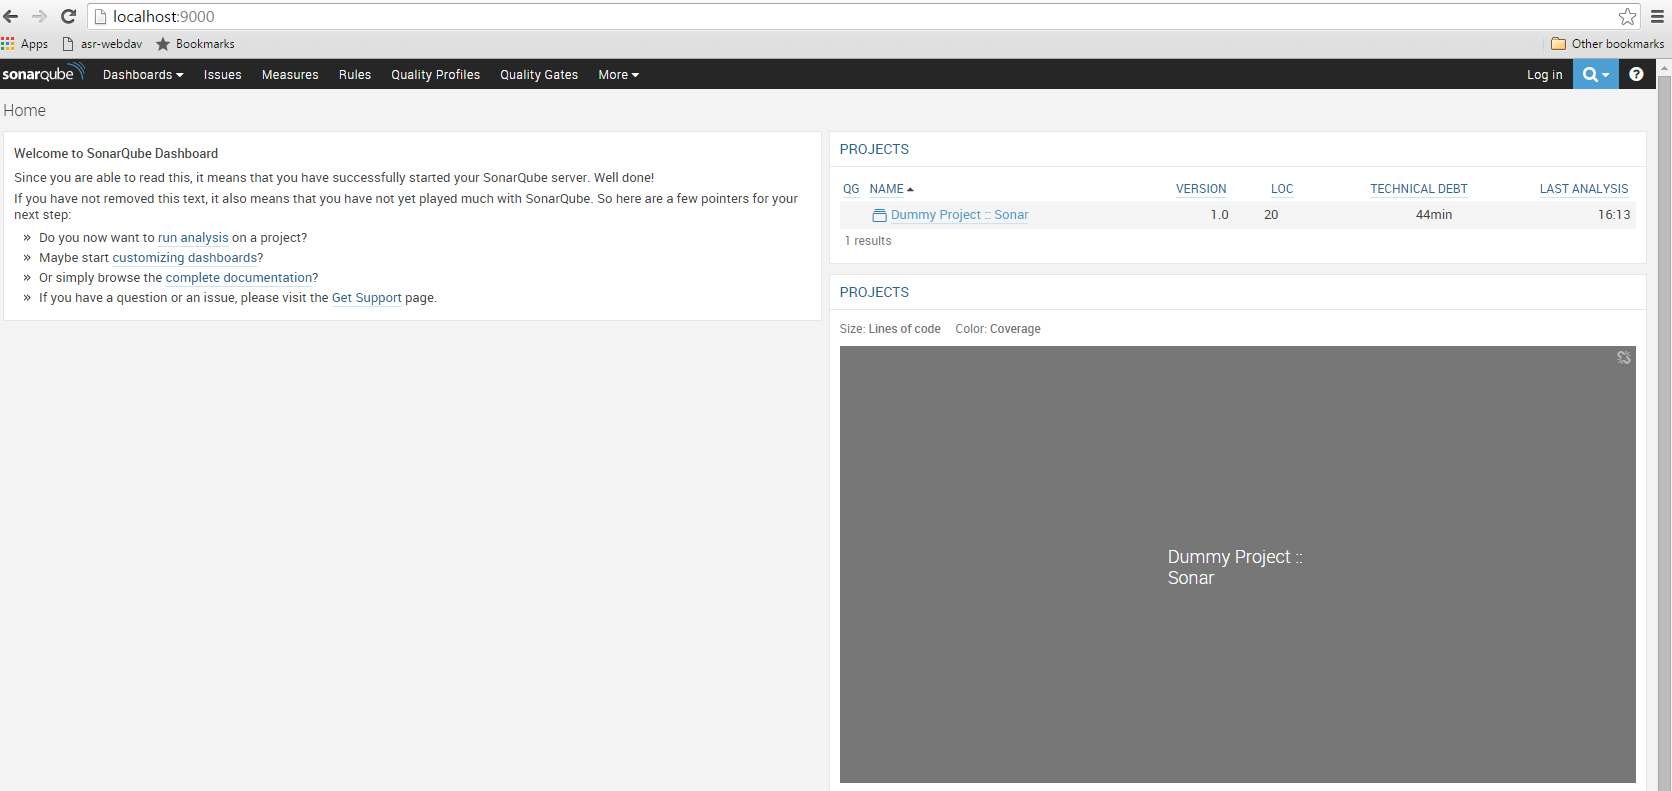 localhost:9000
Apps asr-webdav Bookmarks Other bookmarks
sonarqube Dashboards Issues Measures Rules Quality Profiles Quality Gates More Log in
Home
Welcome to SonarQube Dashboard
Since you are able to read this, it means that you have successfully started your SonarQube server. Well done!
If you have not removed this text, it also means that you have not yet played much with SonarQube. So here are a few pointers for your
next step:
» Do you now want to run analysis on a project?
» Maybe start customizing dashboards?
» Or simply browse the complete documentation?
» If you have a question or an issue, please visit the Get Support page.
PROJECTS
QG NAME VERSION LOC TECHNICAL DEBT LAST ANALYSIS
Dummy Project :: Sonar 1.0 20 44min 16:13
1 results
PROJECTS
Size: Lines of code Color: Coverage
Dummy Project ::
Sonar